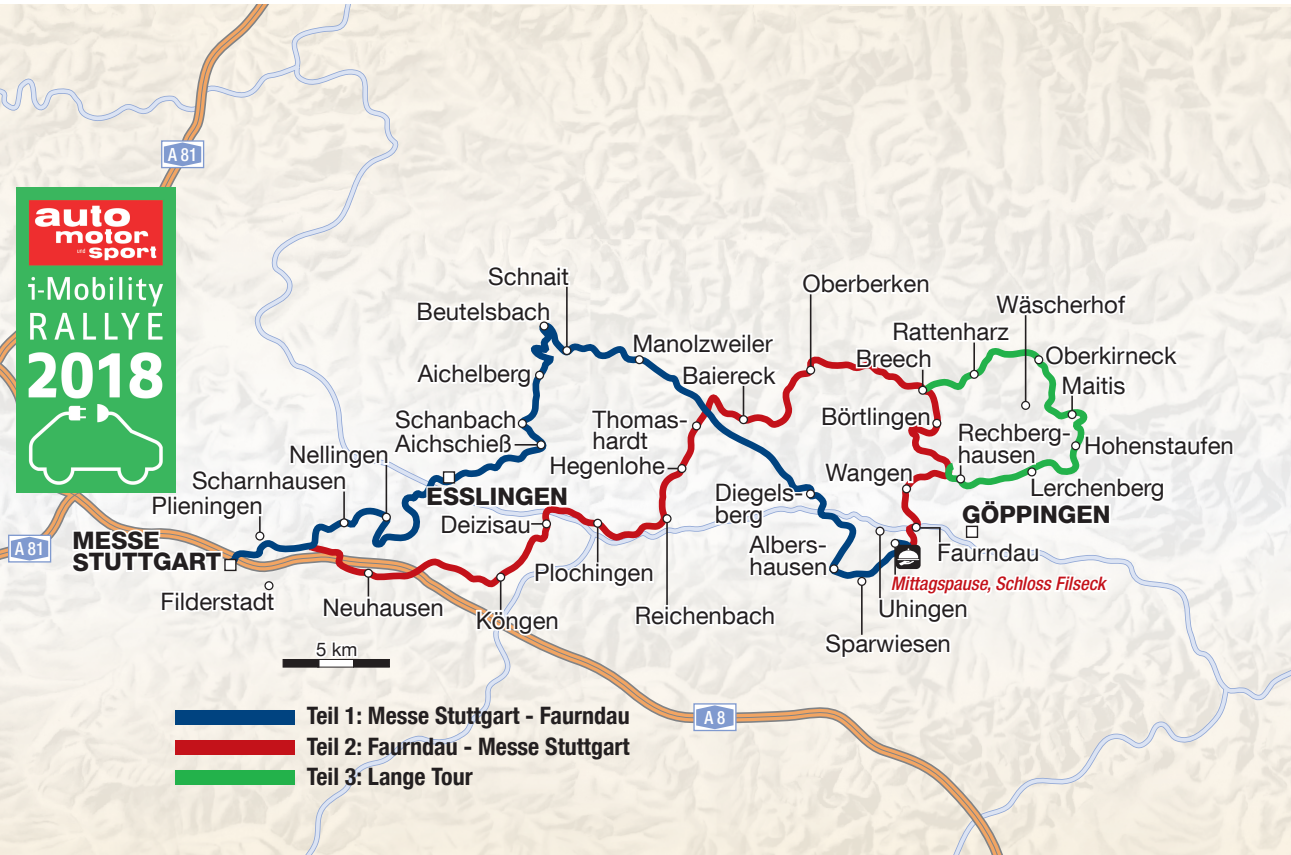 A 81
auto
motor
und sport
i-Mobility
RALLYE
2018
Schnait
Beutelsbach
Oberberken
Wäscherhof
Rattenharz
Manolzweiler
Breech
Oberkirneck
Aichelberg
Baiereck
Maitis
Schanbach
Thomas-
hardt
Börtlingen
Aichschieß
Rechberg-
hausen
Hohenstaufen
Nellingen
Hegenlohe
Wangen
Scharnhausen
Lerchenberg
Plieningen
ESSLINGEN
Diegels-
berg
GÖPPINGEN
Deizisau
A 81
MESSE
STUTTGART
Albers-
hausen
Faurndau
Plochingen
Mittagspause, Schloss Filseck
Filderstadt
Neuhausen
Köngen
Reichenbach
Uhingen
Sparwiesen
5 km
Teil 1: Messe Stuttgart - Faurndau
A 8
Teil 2: Faurndau - Messe Stuttgart
Teil 3: Lange Tour